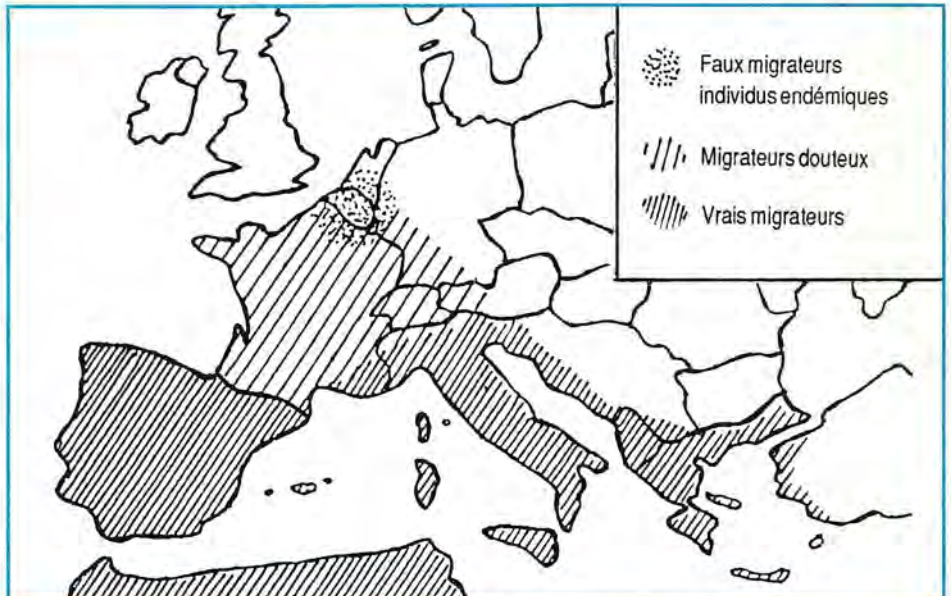 Faux migrateurs
individus endémiques
Migrateurs douteux
Vrais migrateurs